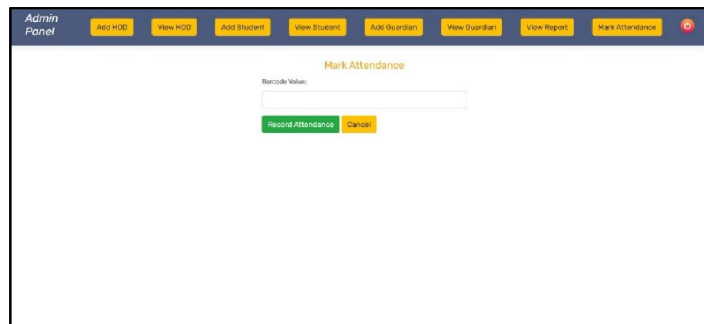 Admin
Panel
Add HOD View HOD Add Student View Student Add Guardian View Guardian View Report Mark Attendance
Mark Attendance
Barcode Value:
Record Attendance Cancel